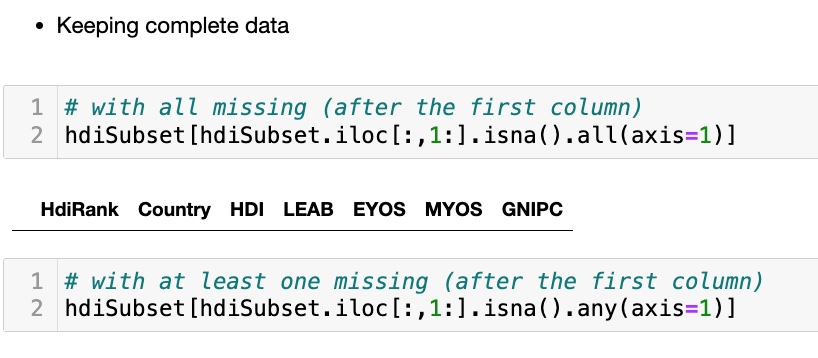 • Keeping complete data
1 # with all missing (after the first column)
2 hdiSubset[hdiSubset.iloc[:,1:].isna().all(axis=1)]
HdiRank Country HDI LEAB EYOS MYOS GNIPC
1 # with at least one missing (after the first column)
2 hdiSubset[hdiSubset.iloc[:,1:].isna().any(axis=1)]